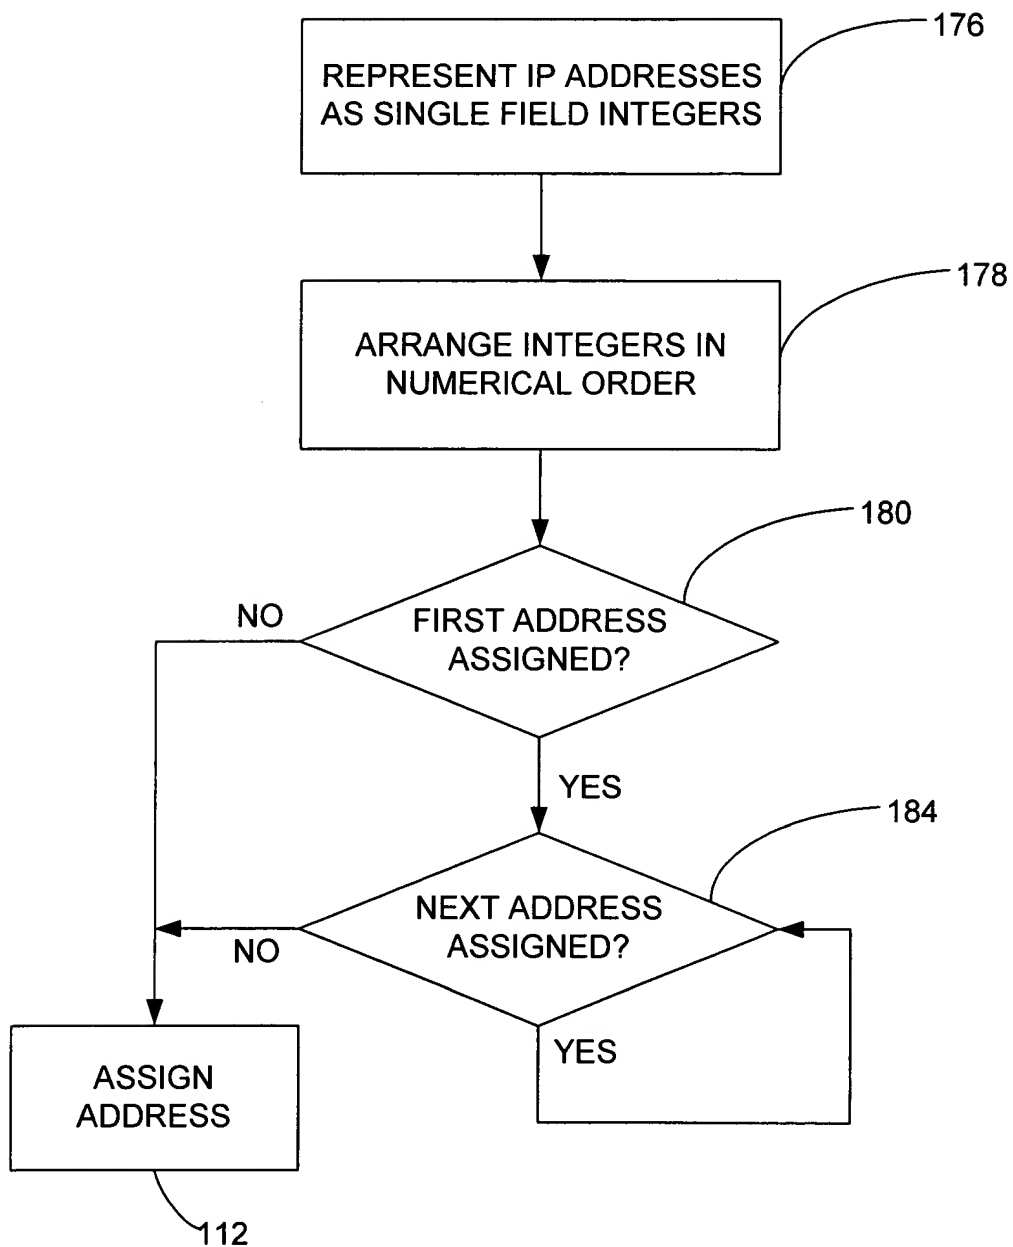 176
REPRESENT IP ADDRESSES
AS SINGLE FIELD INTEGERS
178
ARRANGE INTEGERS IN
NUMERICAL ORDER
180
NO
FIRST ADDRESS
ASSIGNED?
YES
184
NEXT ADDRESS
ASSIGNED?
NO
YES
ASSIGN
ADDRESS
112